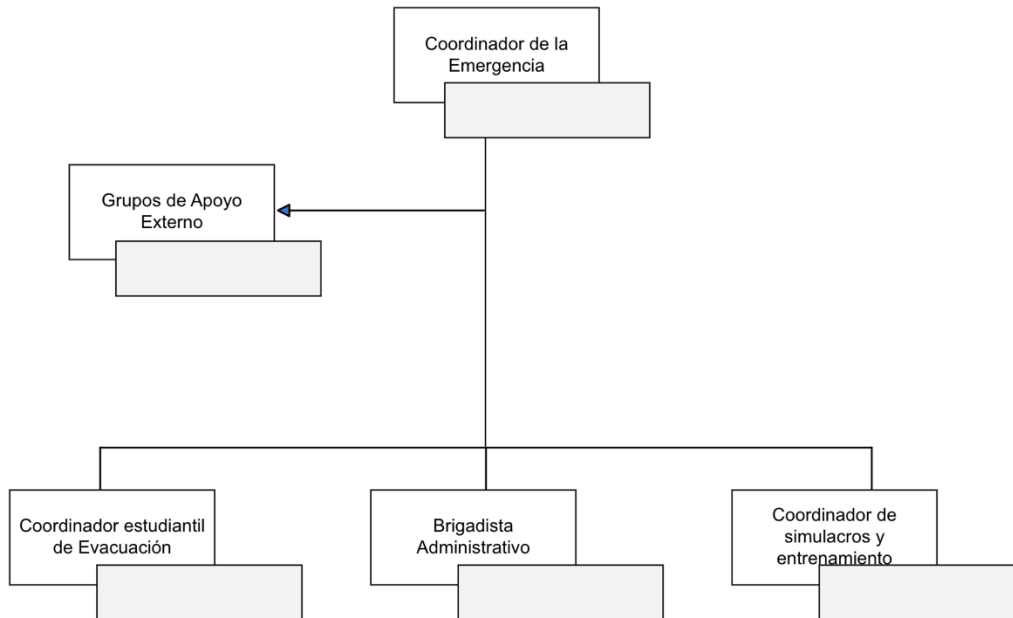 Coordinador de la
Emergencia
Grupos de Apoyo
Externo
Coordinador estudiantil
de Evacuación
Brigadista
Administrativo
Coordinador de
simulacros y
entrenamiento